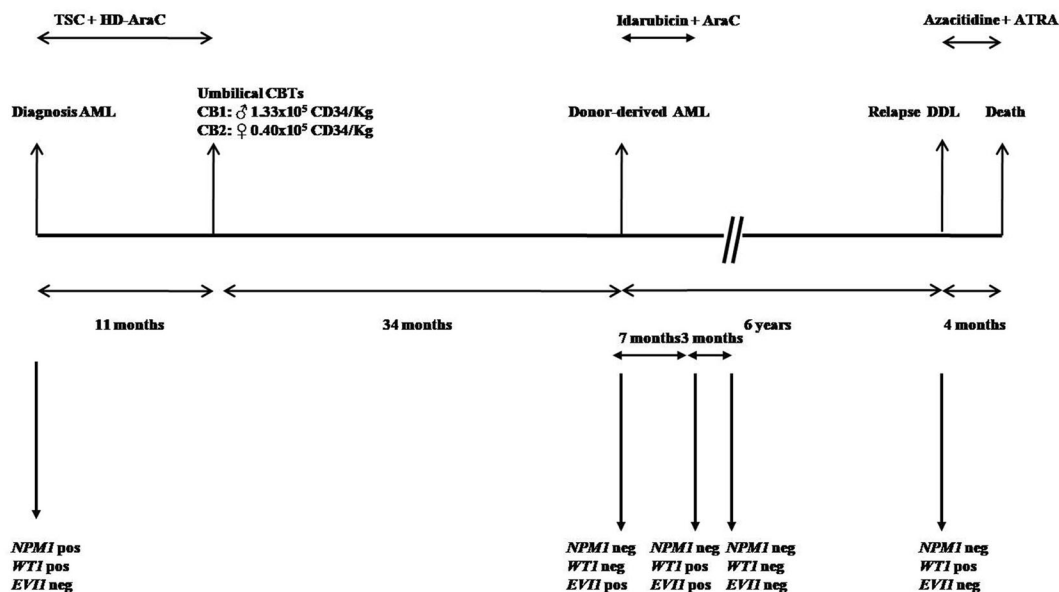 TSC + HD-AraC
Idarubicin + AraC
Azacitidine + ATRA
Diagnosis AML
Umbilical CBTs
CB1: ♂ 1.33x10⁵ CD34/Kg
CB2: ♀ 0.40x10⁵ CD34/Kg
Donor-derived AML
Relapse DDL
Death
11 months
34 months
6 years
4 months
7 months
3 months
NPM1 pos
WT1 pos
EVI1 neg
NPM1 neg
WT1 neg
EVI1 pos
NPM1 neg
WT1 pos
EVI1 pos
NPM1 neg
WT1 neg
EVI1 neg
NPM1 neg
WT1 pos
EVI1 neg